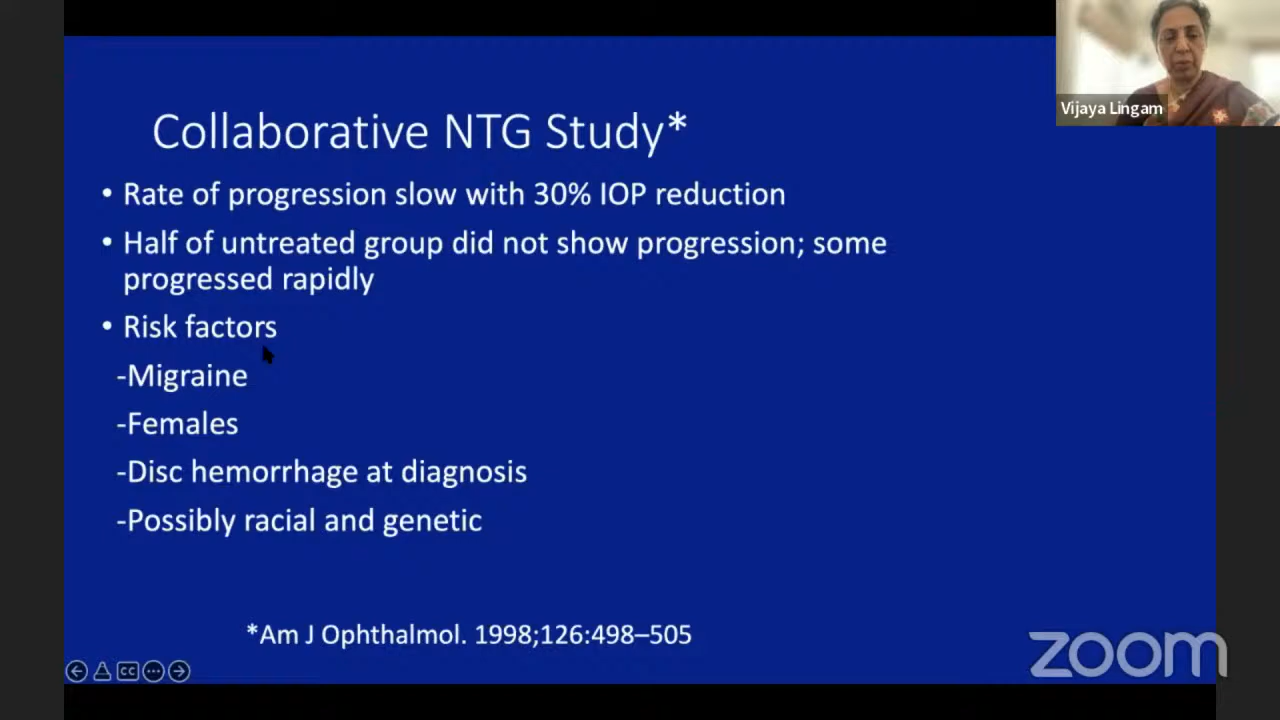 Vijaya Lingam
Collaborative NTG Study*
• Rate of progression slow with 30% IOP reduction
• Half of untreated group did not show progression; some
progressed rapidly
• Risk factors
-Migraine
-Females
-Disc hemorrhage at diagnosis
-Possibly racial and genetic
*Am J Ophthalmol. 1998;126:498–505
CC
zoom